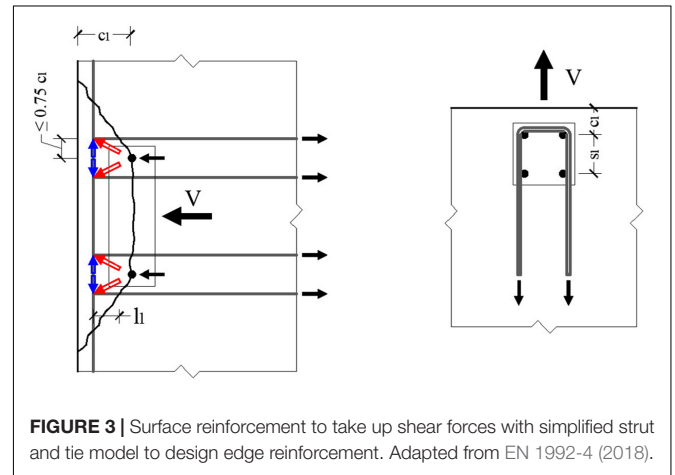 c1
≤ 0.75 c1
V
l1
V
c1
s1
FIGURE 3 | Surface reinforcement to take up shear forces with simplified strut
and tie model to design edge reinforcement. Adapted from EN 1992-4 (2018).